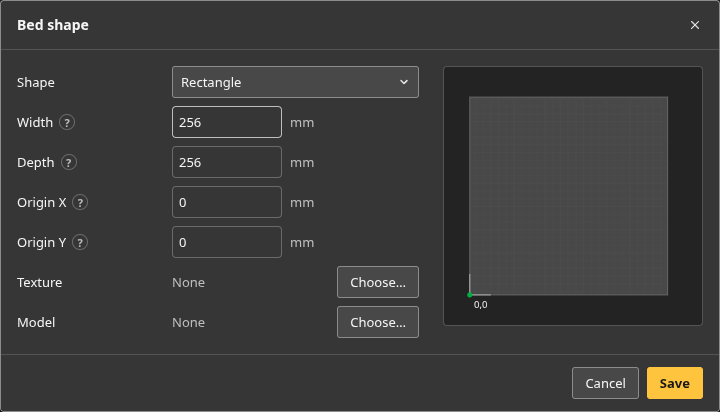 Bed shape
Shape Rectangle
Width ? 256 mm
Depth ? 256 mm
Origin X ? 0 mm
Origin Y ? 0 mm
Texture None Choose...
Model None Choose...
0,0
Cancel Save